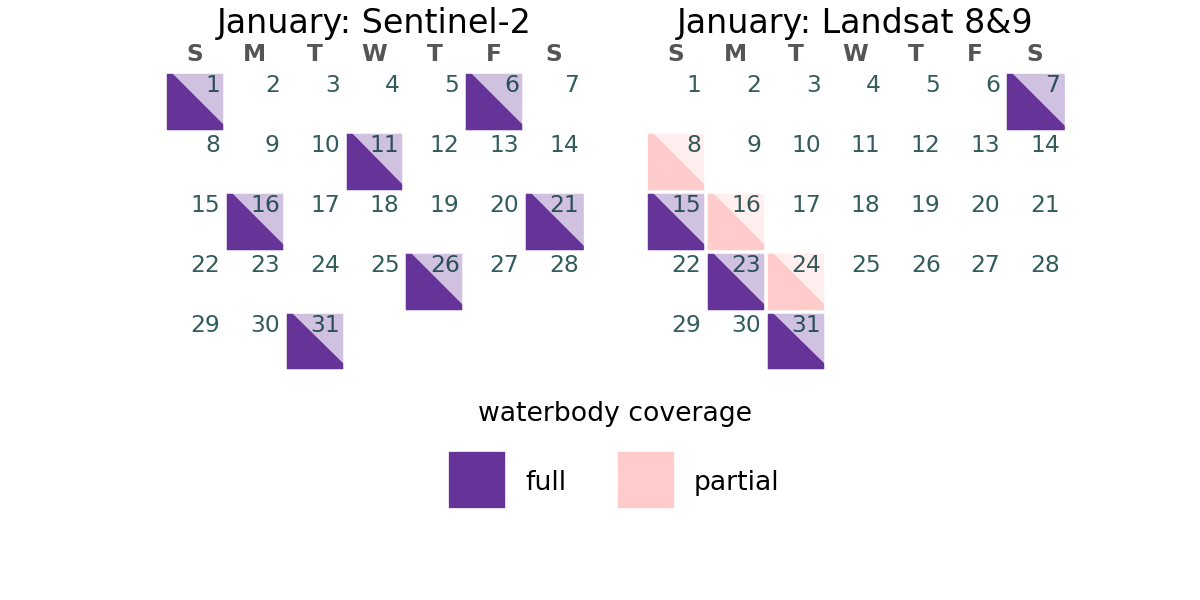 January: Sentinel-2
S M T W T F S
1 2 3 4 5 6 7
8 9 10 11 12 13 14
15 16 17 18 19 20 21
22 23 24 25 26 27 28
29 30 31
January: Landsat 8&9
S M T W T F S
1 2 3 4 5 6 7
8 9 10 11 12 13 14
15 16 17 18 19 20 21
22 23 24 25 26 27 28
29 30 31
waterbody coverage
full
partial